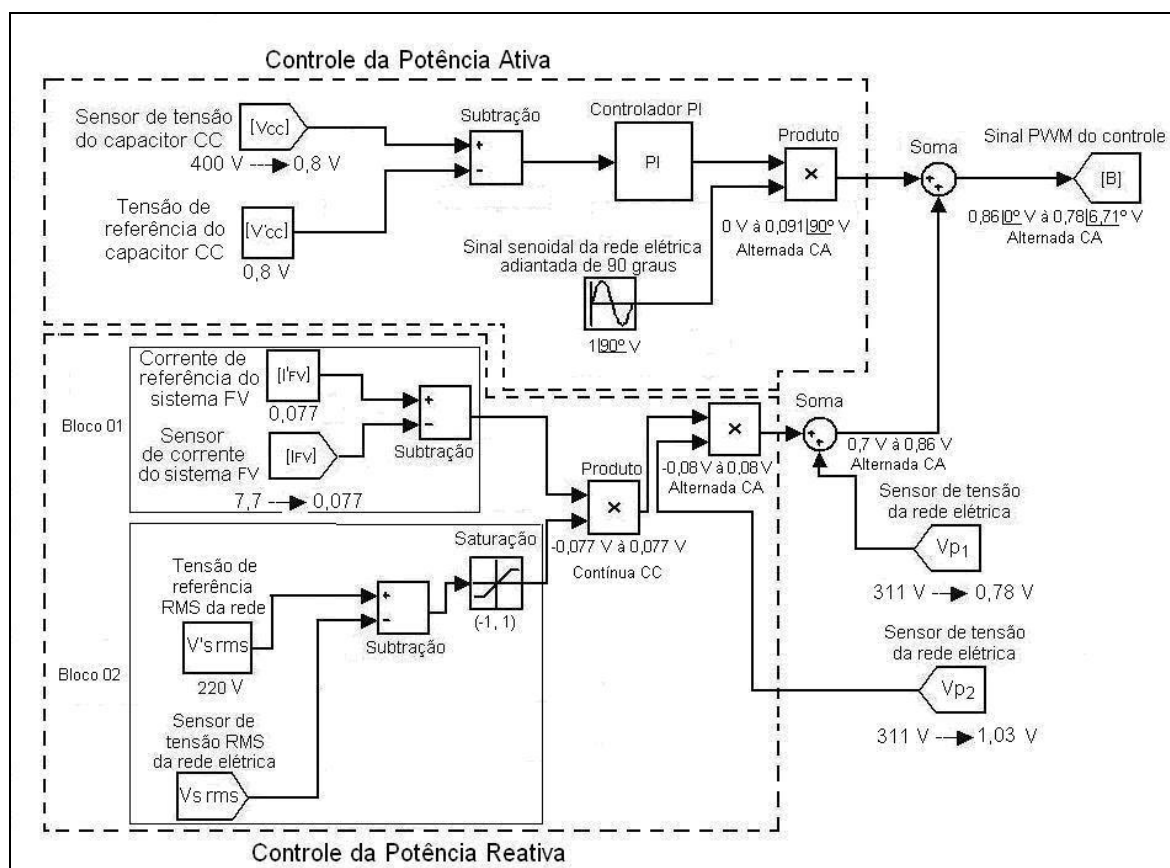 Controle da Potência Ativa
Sensor de tensão
do capacitor CC
[Vcc]
400 V 0,8 V
Subtração
+
-
Controlador PI
PI
Produto
×
Soma
+
+
Sinal PWM do controle
[B]
0,86|0º V à 0,78|6,71º V
Alternada CA
Tensão de
referência do
capacitor CC
[V'cc]
0,8 V
0 V à 0,091|90º V
Alternada CA
Sinal senoidal da rede elétrica
adiantada de 90 graus
1|90º V
Bloco 01
Corrente de
referência do
sistema FV
[I'FV]
0,077
Sensor
de corrente
do sistema FV
[IFV]
7,7 0,077
+
-
Subtração
Produto
×
-0,077 V à 0,077 V
Contínua CC
×
-0,08 V à 0,08 V
Alternada CA
Soma
+
+
0,7 V à 0,86 V
Alternada CA
Sensor de tensão
da rede elétrica
Vp1
311 V 0,78 V
Bloco 02
Tensão de
referência
RMS da rede
V's rms
220 V
+
-
Subtração
Saturação
(-1, 1)
Sensor de
tensão RMS
da rede elétrica
Vs rms
Sensor de tensão
da rede elétrica
Vp2
311 V 1,03 V
Controle da Potência Reativa